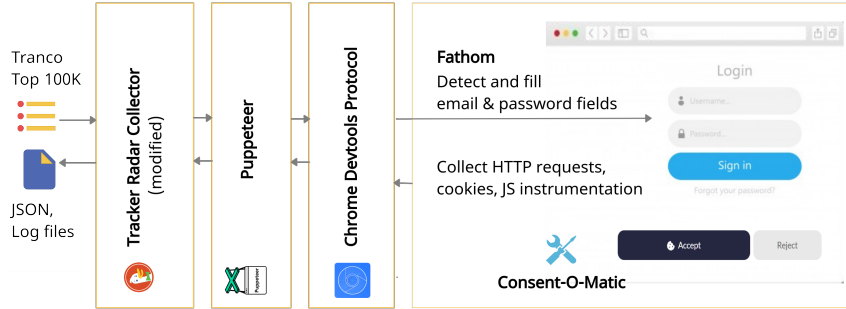 Tranco
Top 100K
JSON,
Log files
Tracker Radar Collector
(modified)
Puppeteer
Puppeteer
Chrome Devtools Protocol
Fathom
Detect and fill
email & password fields
Collect HTTP requests,
cookies, JS instrumentation
Login
Username...
Password...
Sign in
Forgot your password?
Accept
Reject
Consent-O-Matic